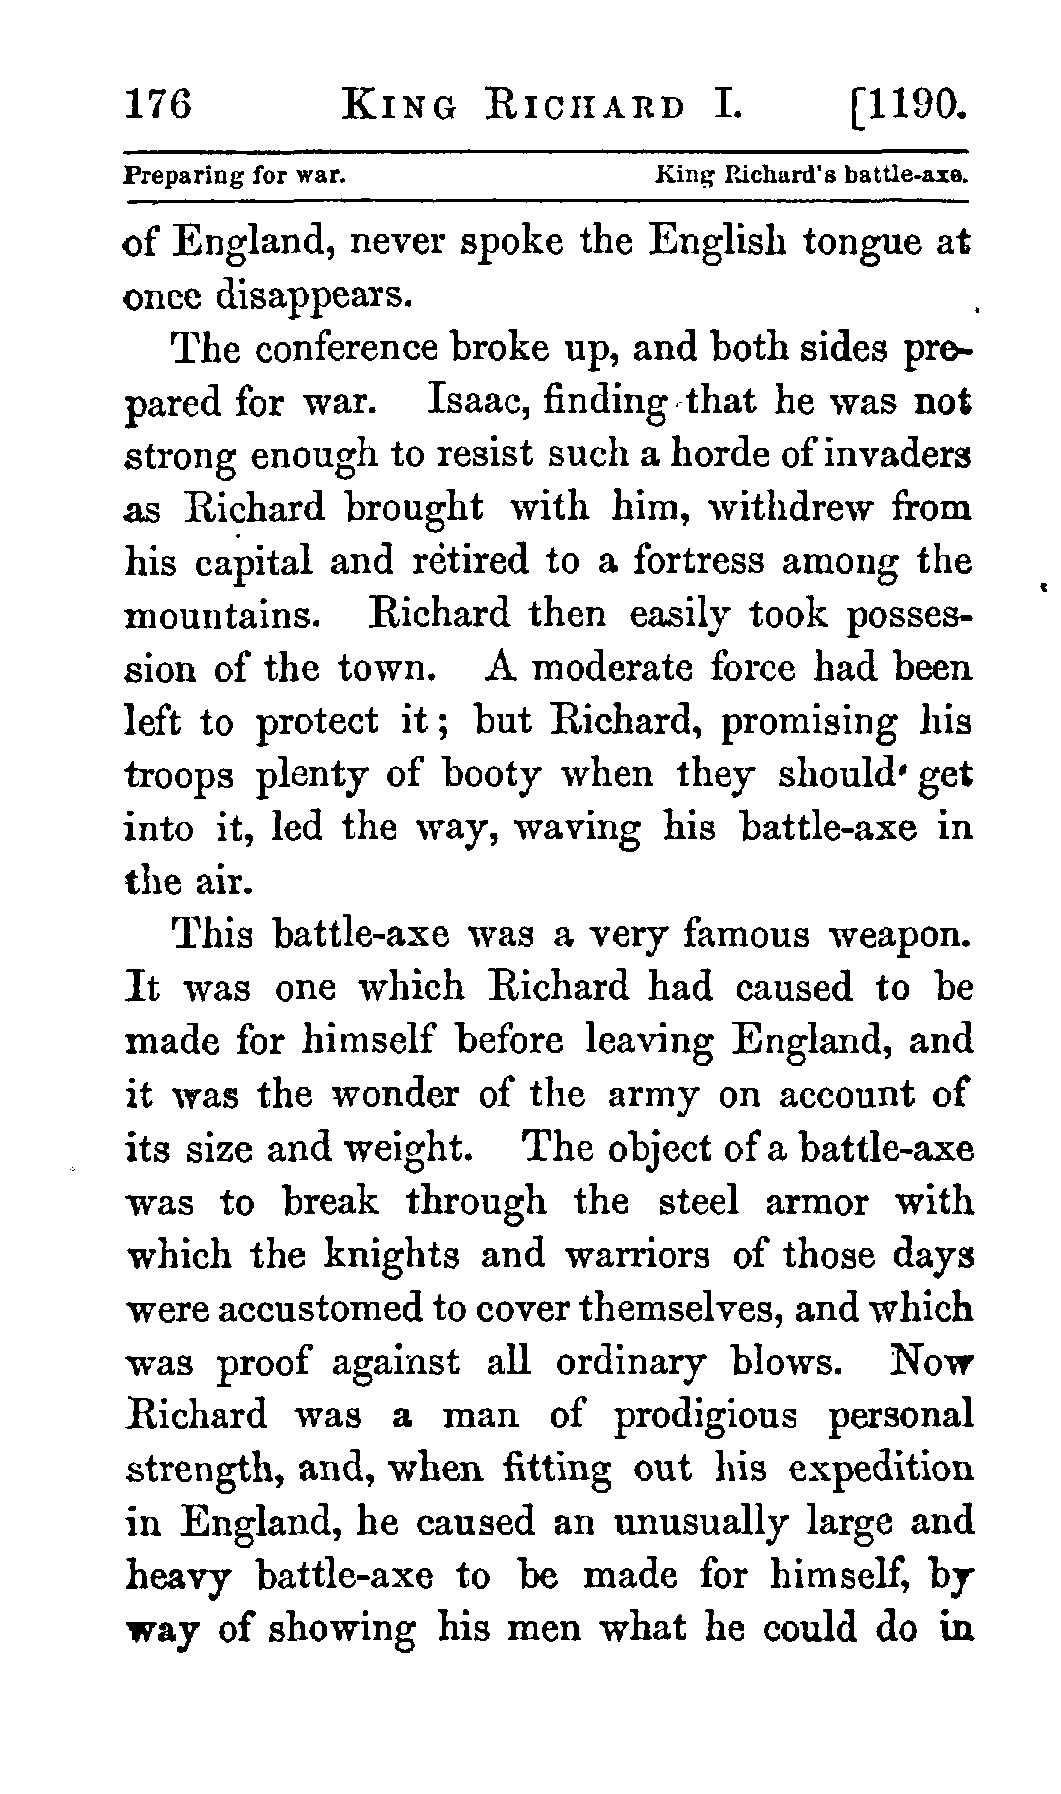 176 KING RICHARD I. [1190.
Preparing for war. King Richard's battle-axe.
of England, never spoke the English tongue at
once disappears.
The conference broke up, and both sides pre-
pared for war. Isaac, finding that he was not
strong enough to resist such a horde of invaders
as Richard brought with him, withdrew from
his capital and retired to a fortress among the
mountains. Richard then easily took posses-
sion of the town. A moderate force had been
left to protect it; but Richard, promising his
troops plenty of booty when they should get
into it, led the way, waving his battle-axe in
the air.
This battle-axe was a very famous weapon.
It was one which Richard had caused to be
made for himself before leaving England, and
it was the wonder of the army on account of
its size and weight. The object of a battle-axe
was to break through the steel armor with
which the knights and warriors of those days
were accustomed to cover themselves, and which
was proof against all ordinary blows. Now
Richard was a man of prodigious personal
strength, and, when fitting out his expedition
in England, he caused an unusually large and
heavy battle-axe to be made for himself, by
way of showing his men what he could do in